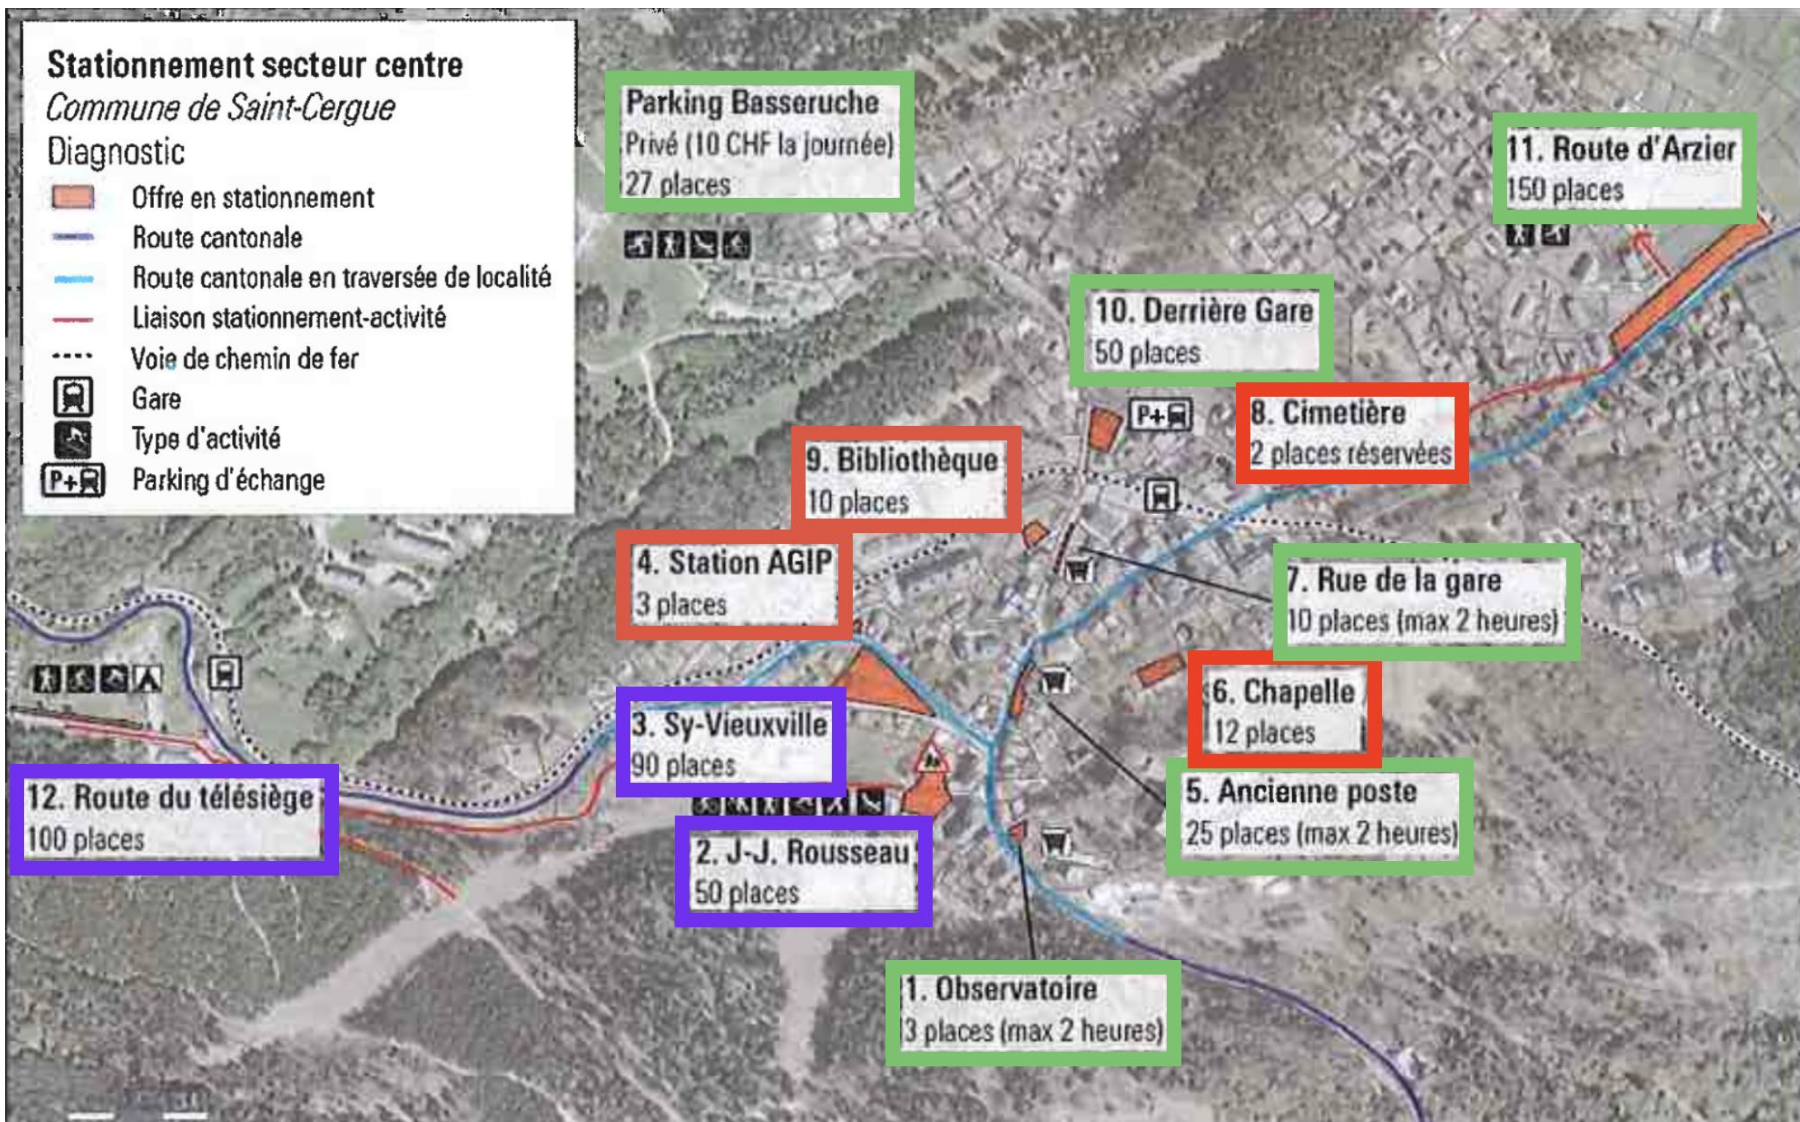 Stationnement secteur centre
Commune de Saint-Cergue
Diagnostic
Offre en stationnement
Route cantonale
Route cantonale en traversée de localité
Liaison stationnement-activité
Voie de chemin de fer
Gare
Type d'activité
P+ Parking d'échange
Parking Basseruche
Privé (10 CHF la journée)
27 places
11. Route d'Arzier
150 places
10. Derrière Gare
50 places
P+
8. Cimetière
2 places réservées
9. Bibliothèque
10 places
4. Station AGIP
3 places
7. Rue de la gare
10 places (max 2 heures)
6. Chapelle
12 places
3. Sy-Vieuxville
90 places
12. Route du télésiège
100 places
5. Ancienne poste
25 places (max 2 heures)
2. J-J. Rousseau
50 places
1. Observatoire
3 places (max 2 heures)